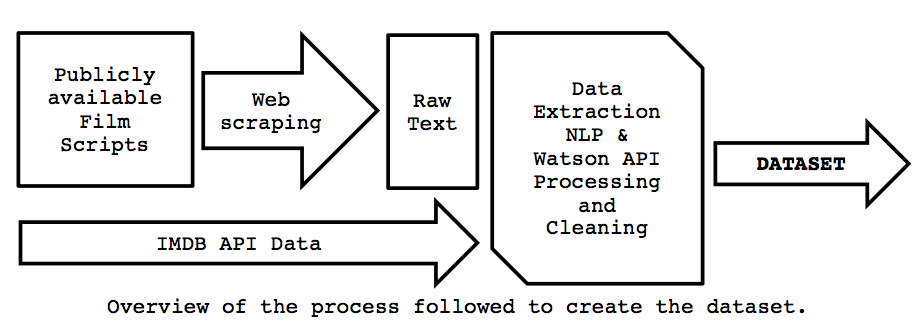 Publicly
available
Film
Scripts
Web
scraping
Raw
Text
Data
Extraction
NLP &
Watson API
Processing
and
Cleaning
DATASET
IMDB API Data
Overview of the process followed to create the dataset.